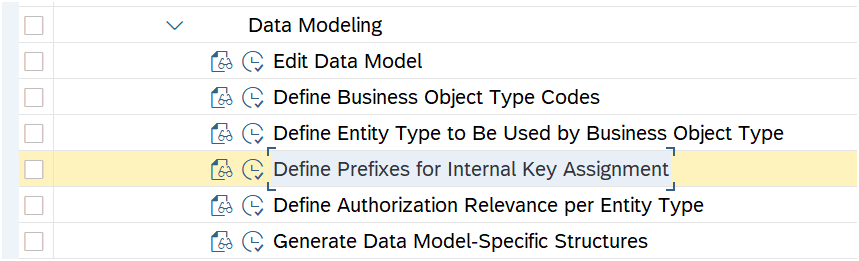 Data Modeling
Edit Data Model
Define Business Object Type Codes
Define Entity Type to Be Used by Business Object Type
Define Prefixes for Internal Key Assignment
Define Authorization Relevance per Entity Type
Generate Data Model-Specific Structures